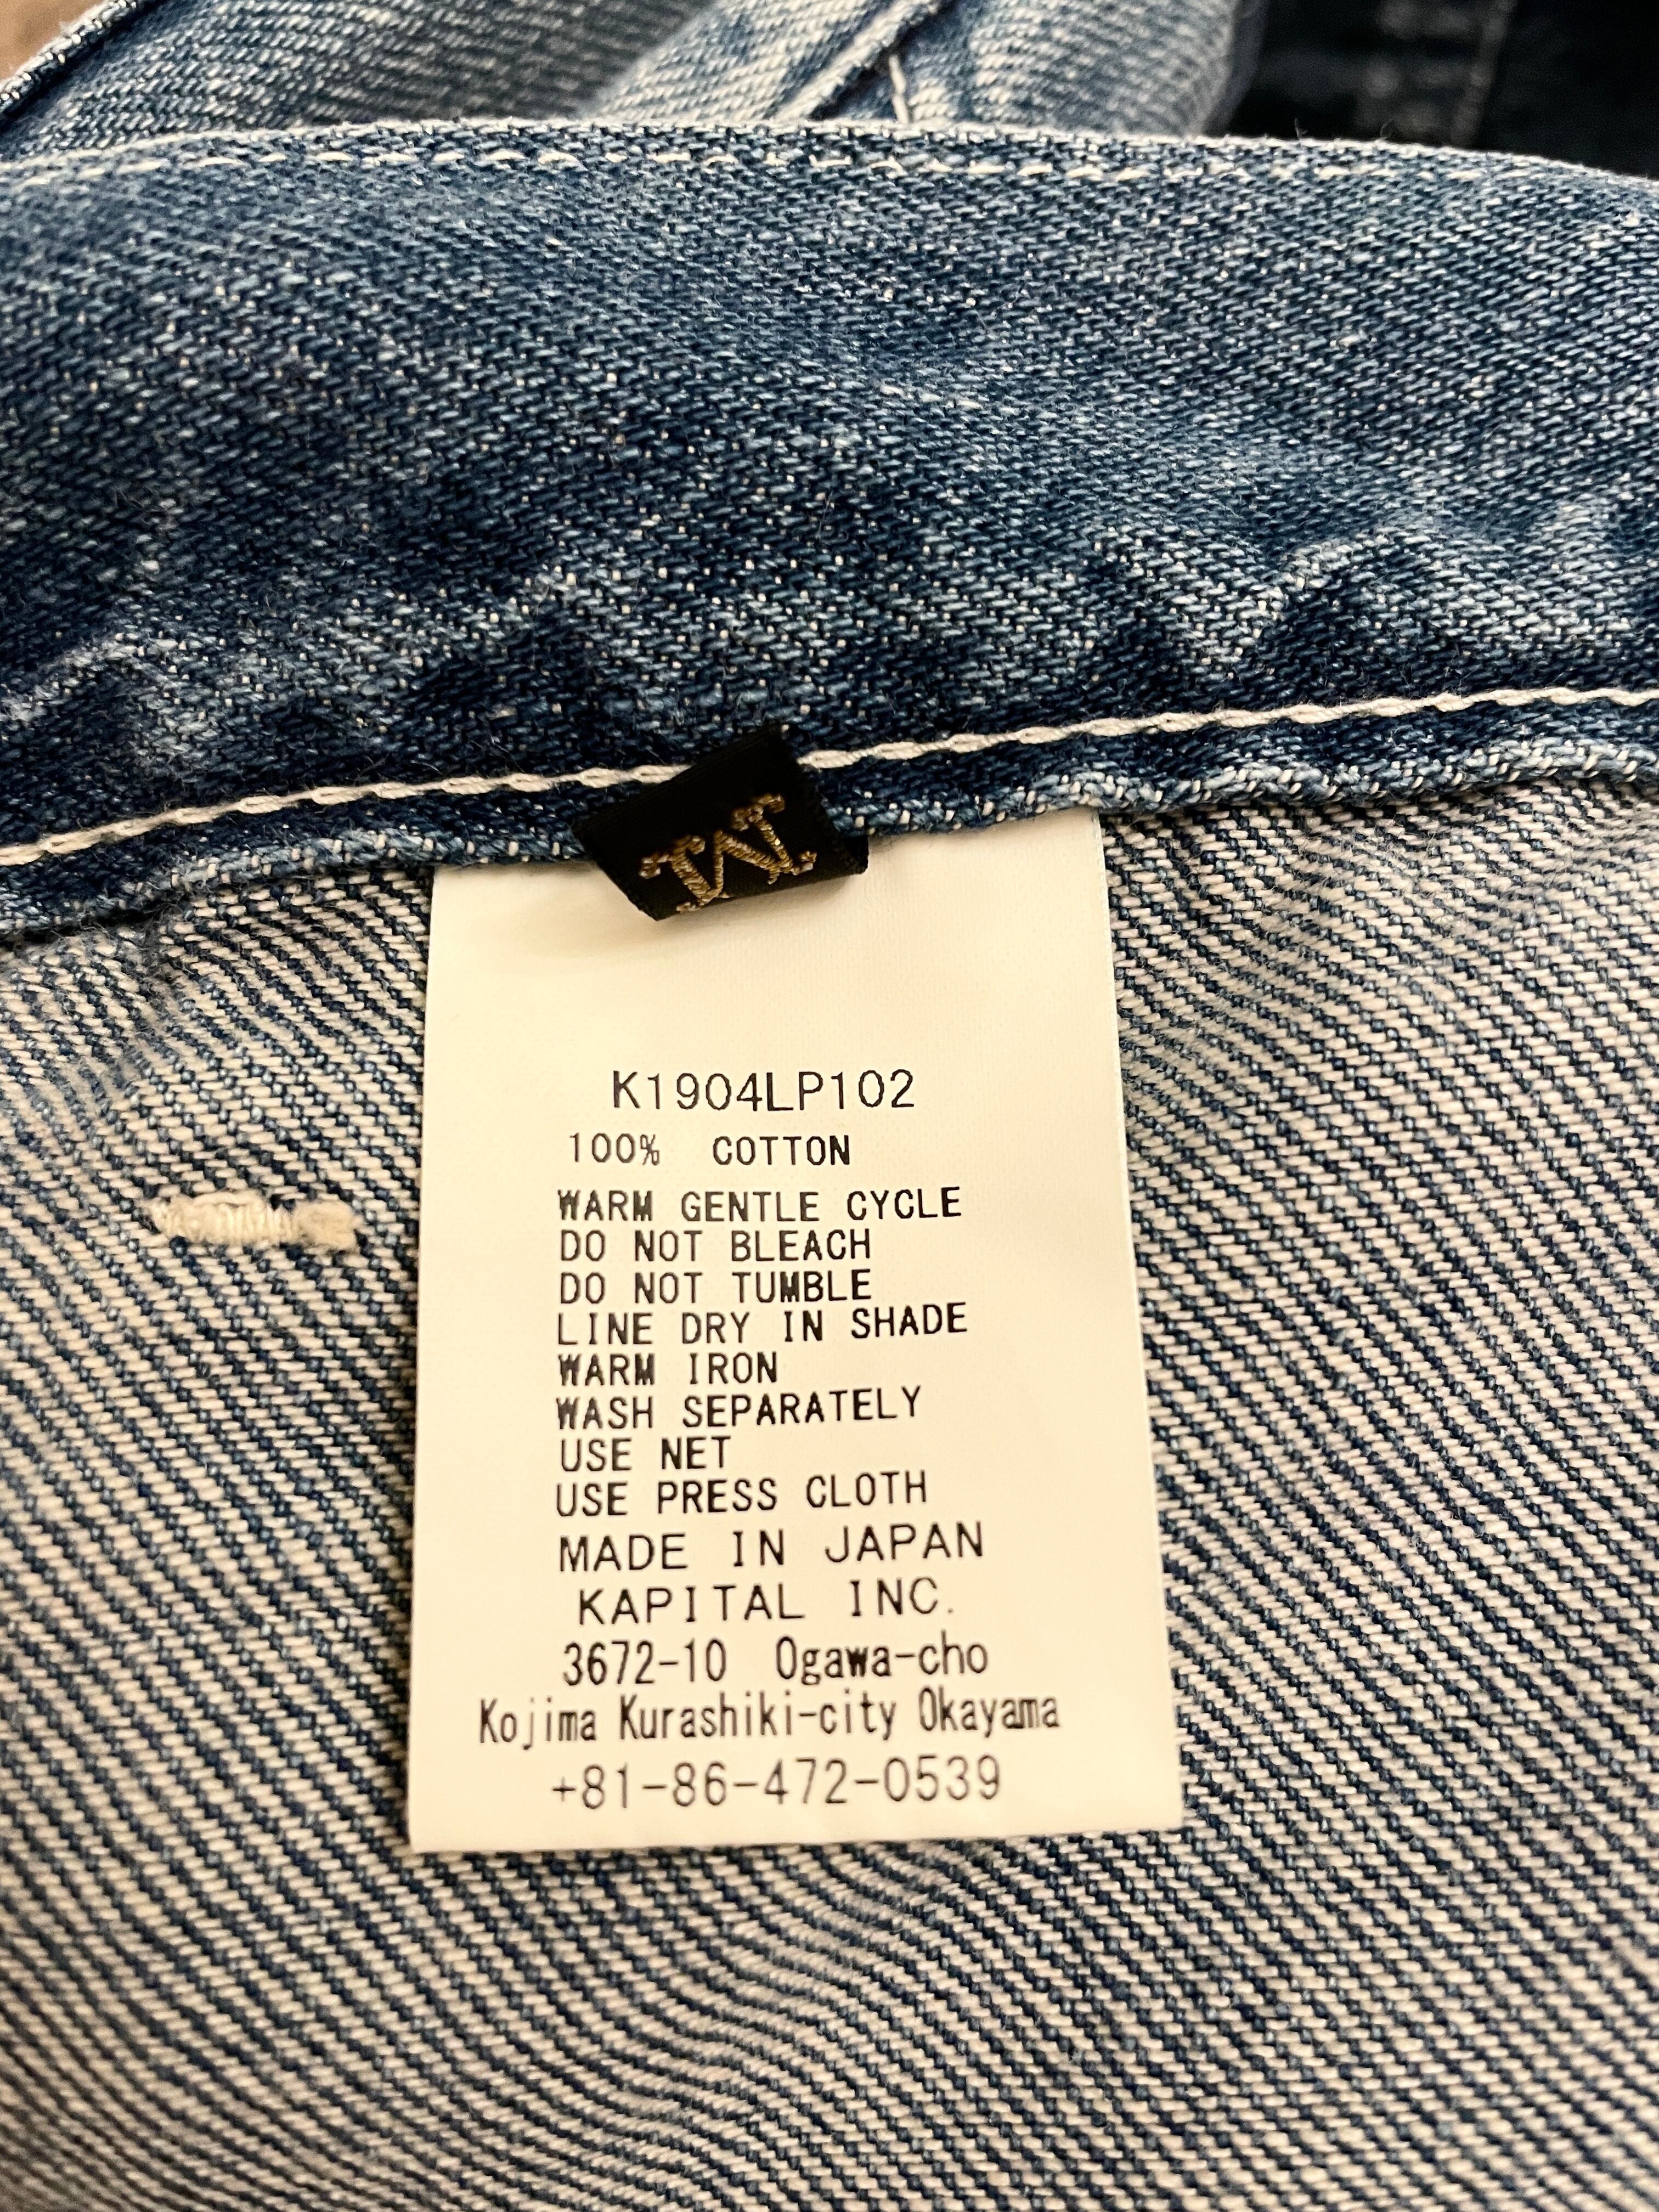 K1904LP102
100% COTTON
WARM GENTLE CYCLE
DO NOT BLEACH
DO NOT TUMBLE
LINE DRY IN SHADE
WARM IRON
WASH SEPARATELY
USE NET
USE PRESS CLOTH
MADE IN JAPAN
KAPITAL INC.
3672-10 Ogawa-cho
Kojima Kurashiki-city Okayama
+81-86-472-0539